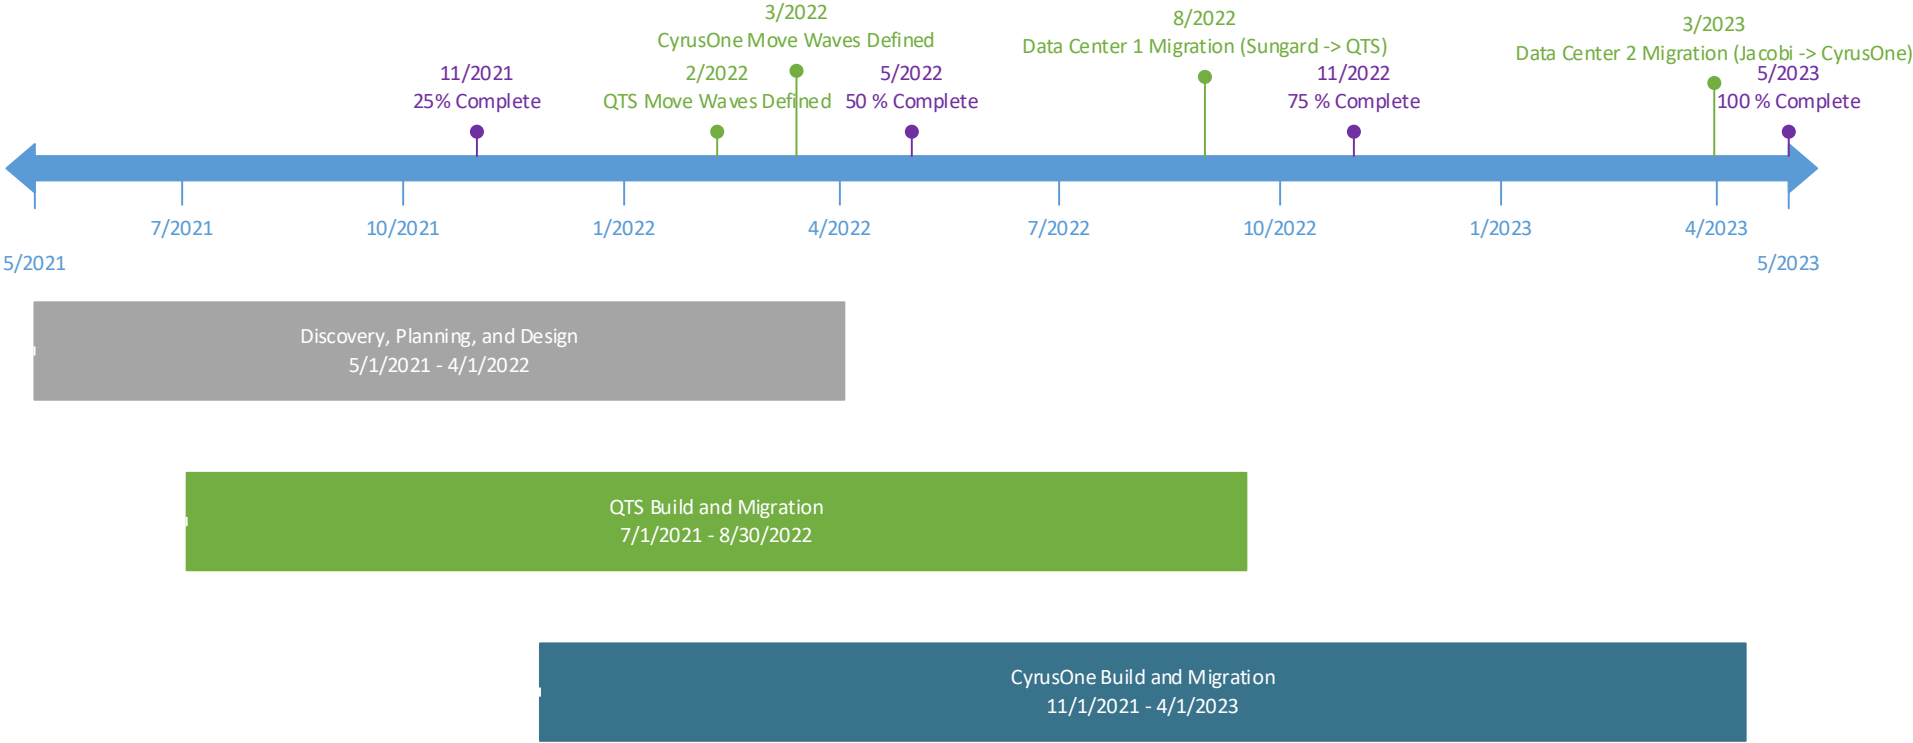 3/2022
CyrusOne Move Waves Defined
8/2022
Data Center 1 Migration (Sungard -> QTS)
3/2023
Data Center 2 Migration (Jacobi -> CyrusOne)
11/2021
25% Complete
2/2022
QTS Move Waves Defined
5/2022
50 % Complete
11/2022
75 % Complete
5/2023
100 % Complete
7/2021
10/2021
1/2022
4/2022
7/2022
10/2022
1/2023
4/2023
5/2021
5/2023
Discovery, Planning, and Design
5/1/2021 - 4/1/2022
QTS Build and Migration
7/1/2021 - 8/30/2022
CyrusOne Build and Migration
11/1/2021 - 4/1/2023